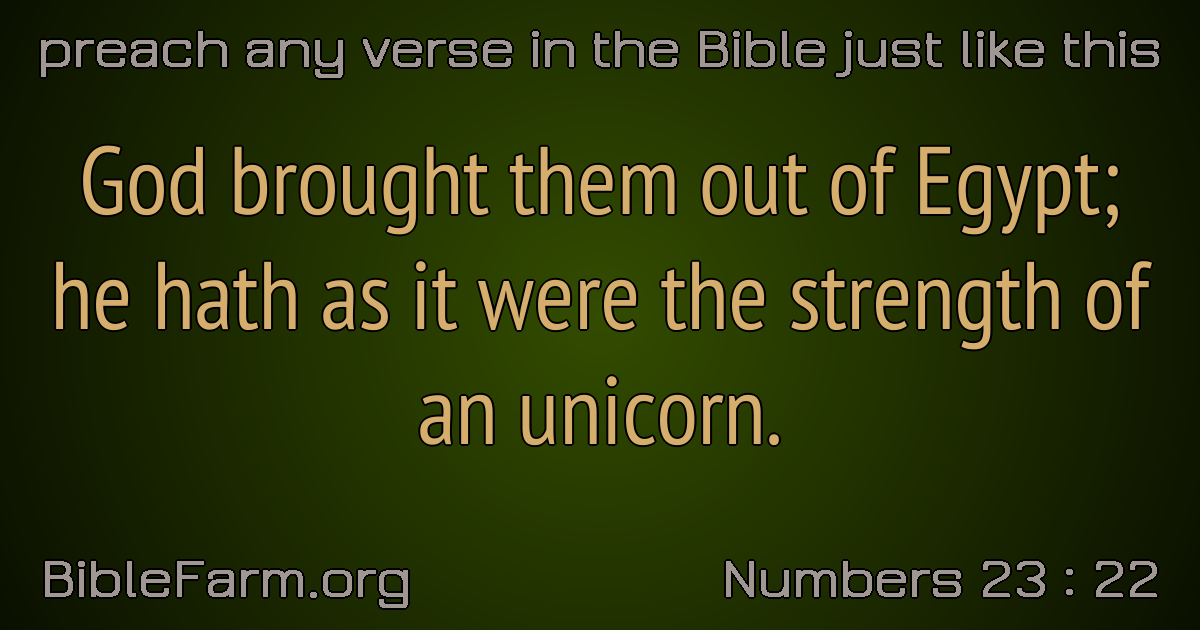 preach any verse in the Bible just like this
God brought them out of Egypt;
he hath as it were the strength of
an unicorn.
BibleFarm.org
Numbers 23 : 22